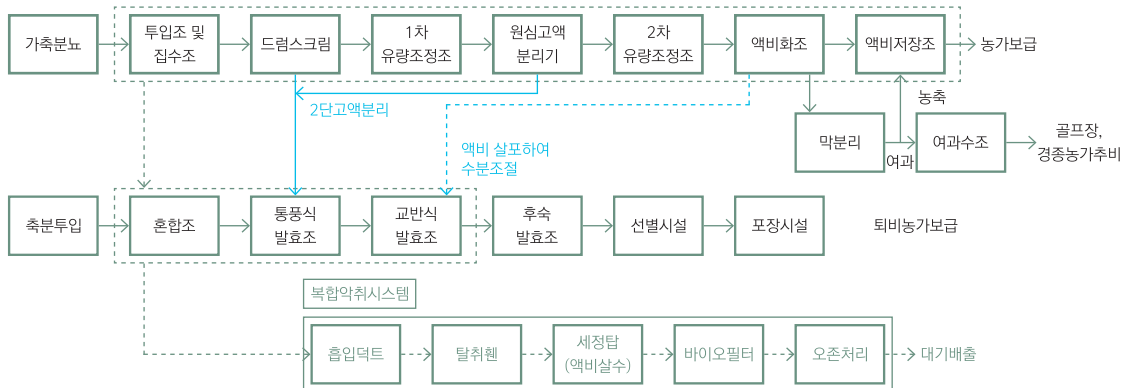 가축분뇨
투입조 및
집수조
드럼스크림
1차
유량조정조
원심고액
분리기
2차
유량조정조
액비화조
액비저장조
농가보급
2단고액분리
농축
액비 살포하여
수분조절
막분리
여과
여과수조
골프장,
경종농가추비
축분투입
혼합조
통풍식
발효조
교반식
발효조
후숙
발효조
선별시설
포장시설
퇴비농가보급
복합악취시스템
흡입덕트
탈취휀
세정탑
(액비살수)
바이오필터
오존처리
대기배출